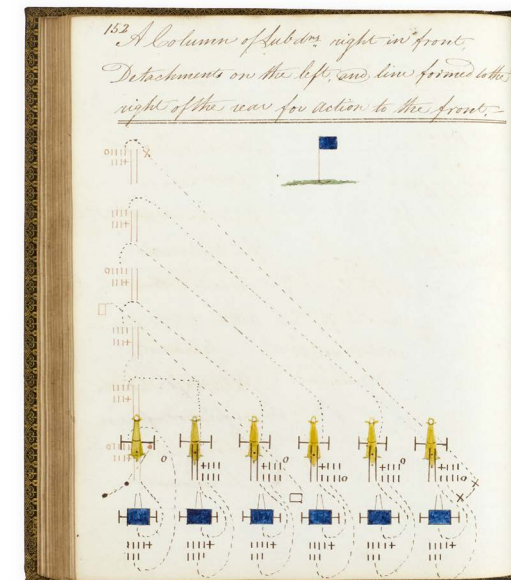 152
A Column of Subdns right in front,
Detachments on the left, and line formed to the
right of the rear for action to the front.